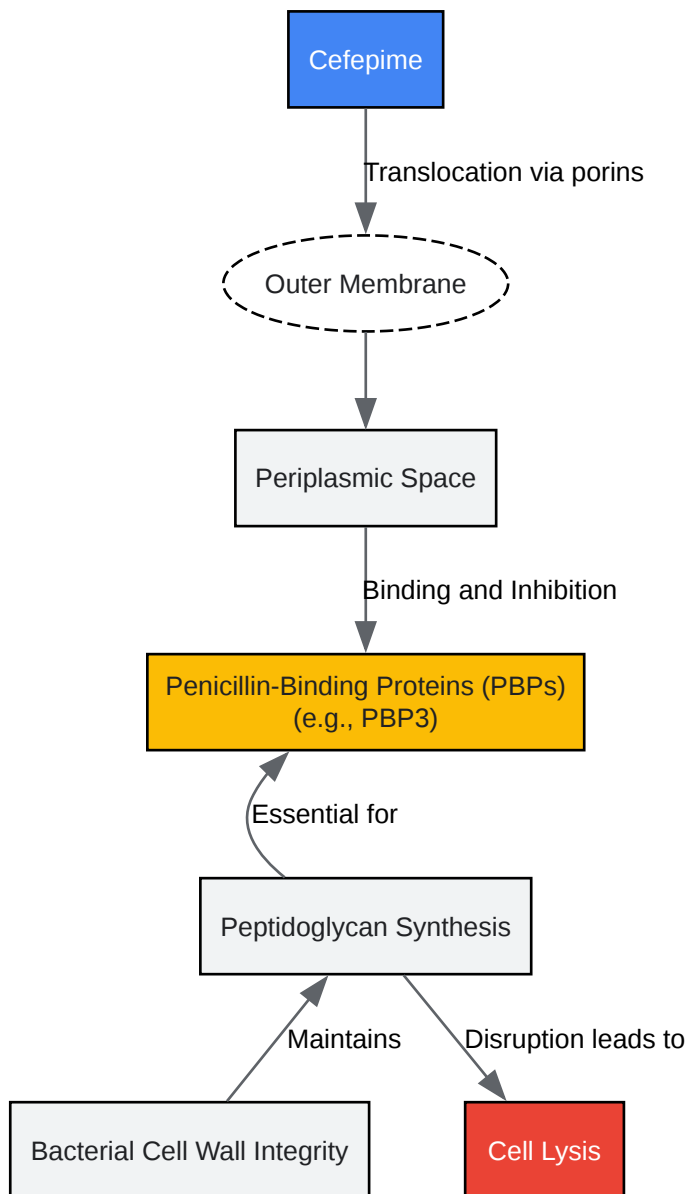 Cefepime
Translocation via porins
Outer Membrane
Periplasmic Space
Binding and Inhibition
Penicillin-Binding Proteins (PBPs)
(e.g., PBP3)
Essential for
Peptidoglycan Synthesis
Maintains
Disruption leads to
Bacterial Cell Wall Integrity
Cell Lysis